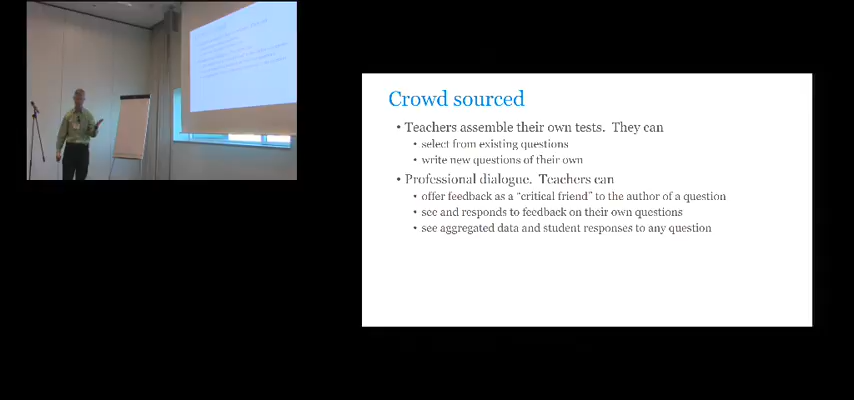 Crowd sourced
• Teachers assemble their own tests. They can
• select from existing questions
• write new questions of their own
• Professional dialogue. Teachers can
• offer feedback as a “critical friend” to the author of a question
• see and responds to feedback on their own questions
• see aggregated data and student responses to any question